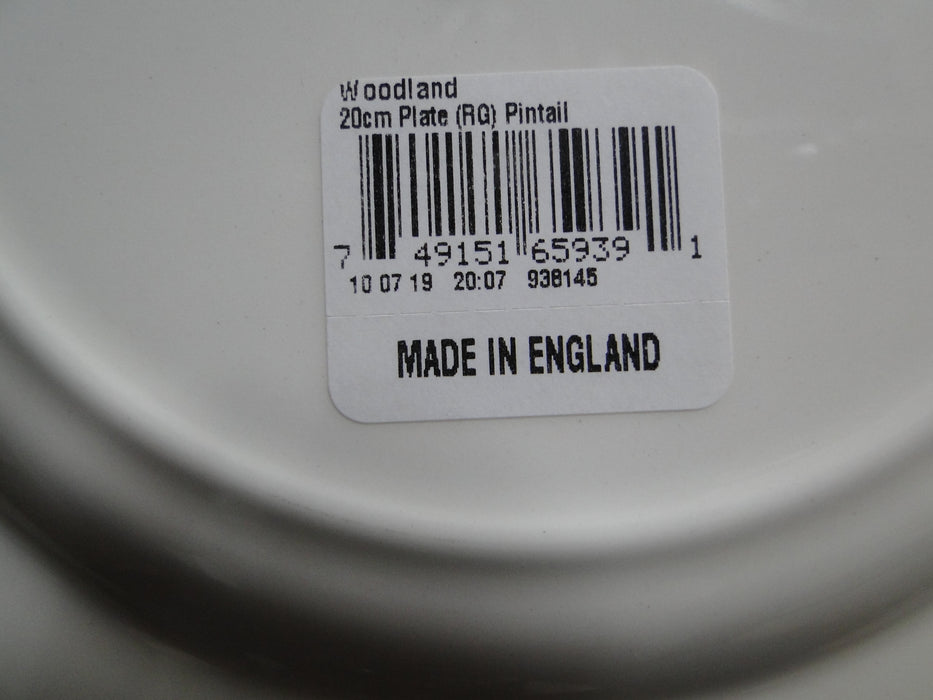 Woodland
20cm Plate (RG) Pintail
7 49151 65939 1
10 07 19 20:07 938145
MADE IN ENGLAND